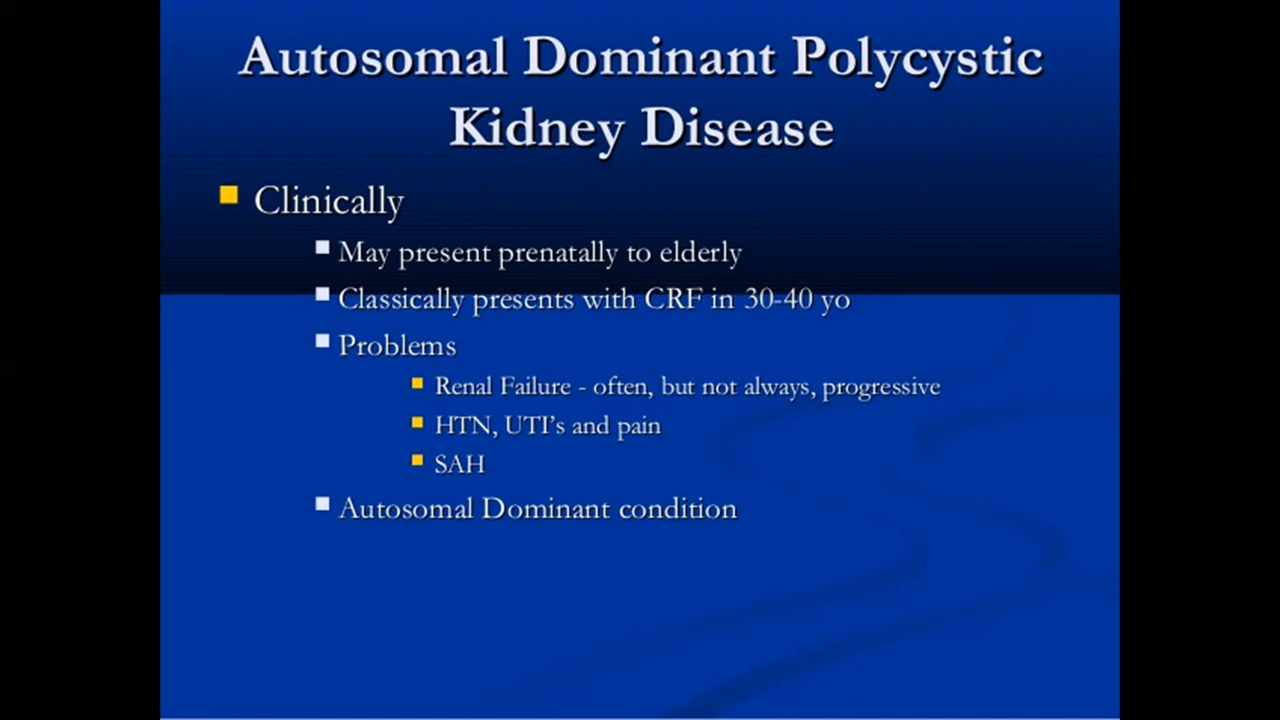 Autosomal Dominant Polycystic
Kidney Disease
Clinically
May present prenatally to elderly
Classically presents with CRF in 30-40 yo
Problems
Renal Failure - often, but not always, progressive
HTN, UTI’s and pain
SAH
Autosomal Dominant condition